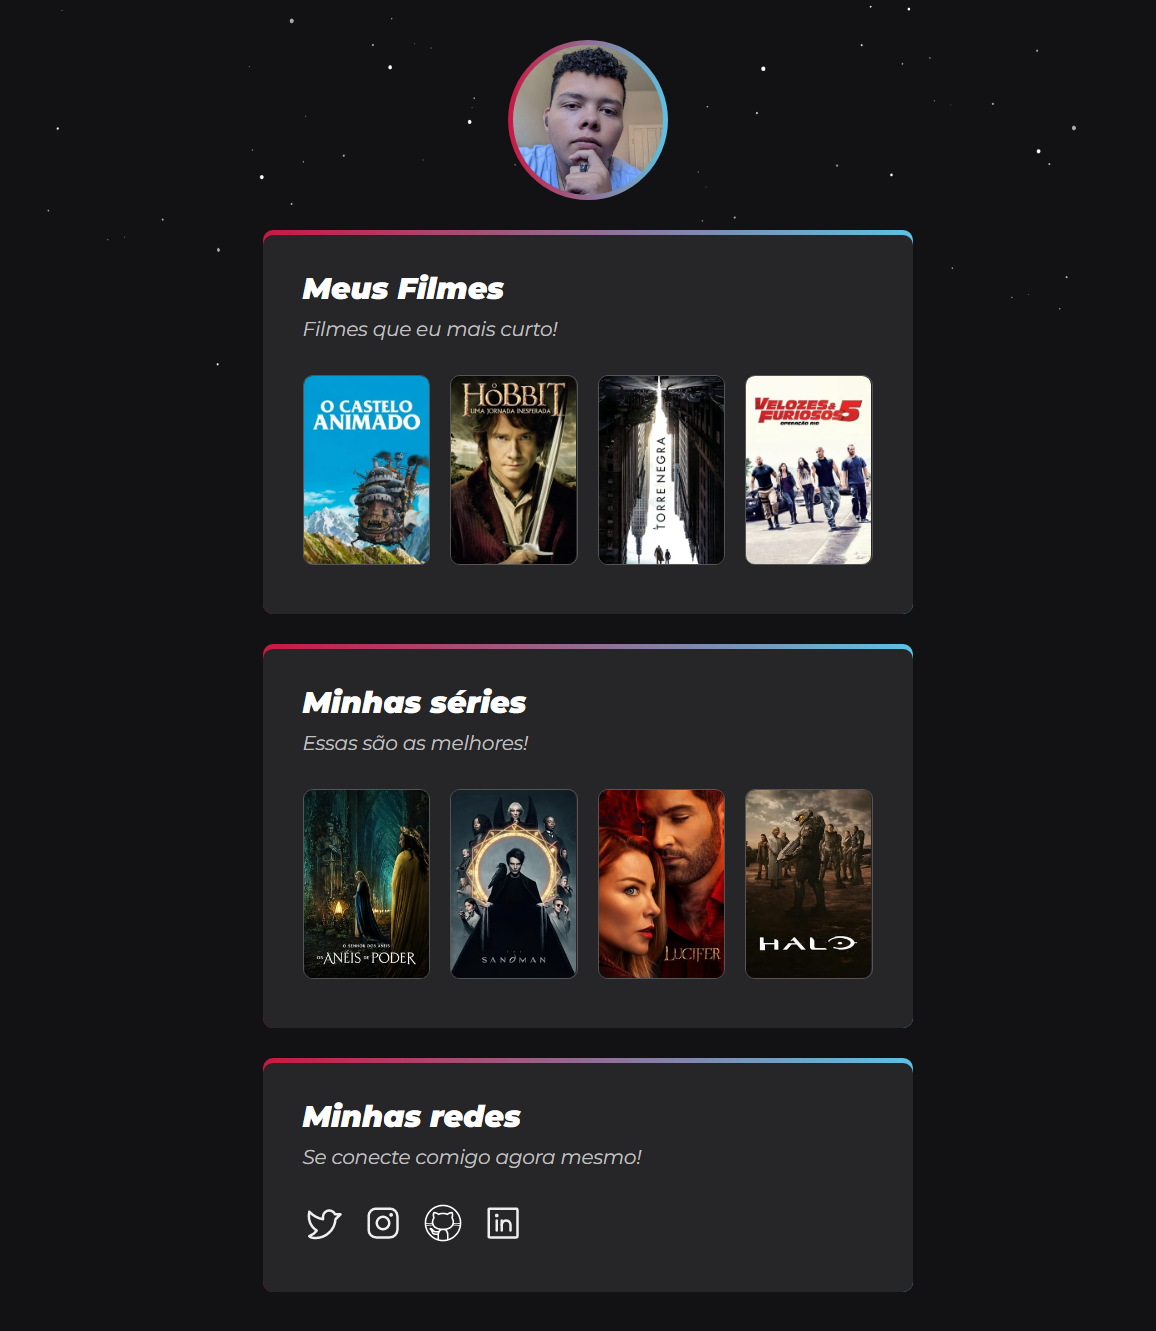 Meus Filmes
Filmes que eu mais curto!
O CASTELO
ANIMADO
O
HOBBIT
UMA JORNADA INESPERADA
TORRE NEGRA
VELOZES&
FURIOSOS5
OPERAÇÃO RIO
Minhas séries
Essas são as melhores!
O SENHOR DOS ANÉIS
OS ANÉIS DE PODER
THE
SANDMAN
LUCIFER
HALO
Minhas redes
Se conecte comigo agora mesmo!
in